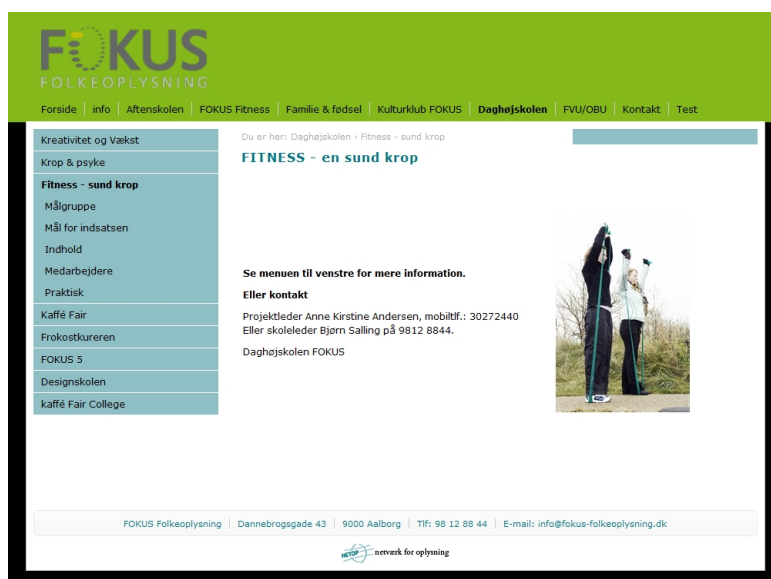 FOKUS
FOLKEOPLYSNING
Forside info Aftenskolen FOKUS Fitness Familie & fødsel Kulturklub FOKUS Daghøjskolen FVU/OBU Kontakt Test
Kreativitet og Vækst
Krop & psyke
Fitness - sund krop
Målgruppe
Mål for indsatsen
Indhold
Medarbejdere
Praktisk
Kaffé Fair
Frokostkureren
FOKUS 5
Designskolen
kaffé Fair College
Du er her: Daghøjskolen › Fitness - sund krop
FITNESS - en sund krop
Se menuen til venstre for mere information.
Eller kontakt
Projektleder Anne Kirstine Andersen, mobiltlf.: 30272440
Eller skoleleder Bjørn Salling på 9812 8844.
Daghøjskolen FOKUS
FOKUS Folkeoplysning Dannebrogsgade 43 9000 Aalborg Tlf: 98 12 88 44 E-mail: info@fokus-folkeoplysning.dk
NETOP netværk for oplysning